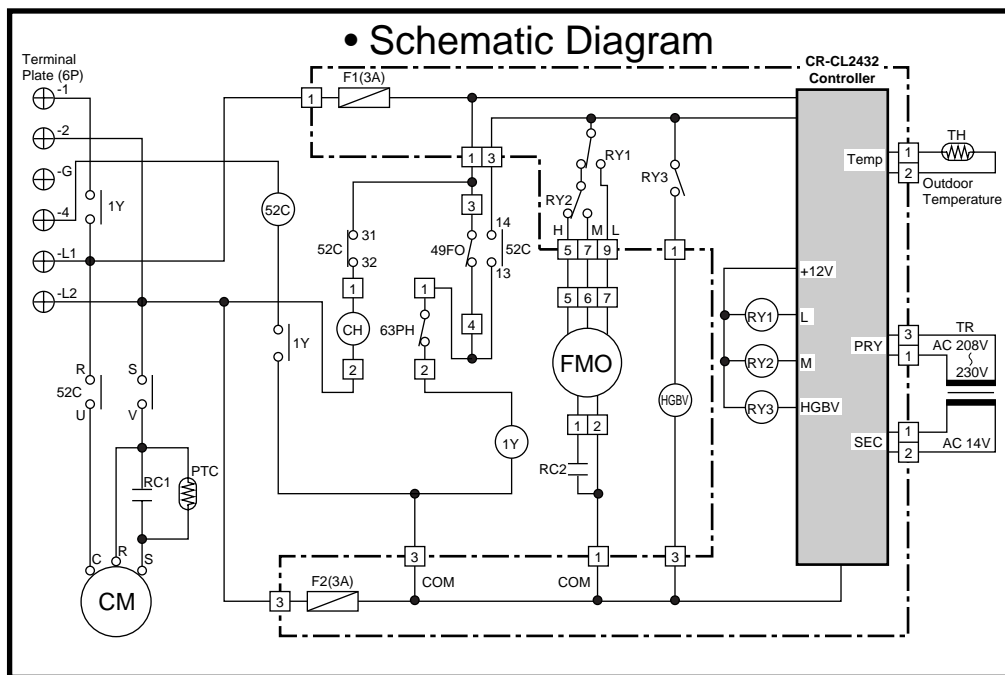 • Schematic Diagram
Terminal
Plate (6P)
-1
-2
-G
-4
-L1
-L2
1Y
52C
R
S
52C
U
V
RC1
PTC
C
R
S
CM
1
F1(3A)
1 3
3
52C
31
32
49FO
14
13
52C
1
CH
2
1
63PH
2
4
1Y
1Y
RY1
RY2
RY3
H
M
L
5 7 9
1
5 6 7
FMO
1 2
RC2
HGBV
3
COM
1
COM
3
3
F2(3A)
CR-CL2432
Controller
Temp
1
2
TH
Outdoor
Temperature
+12V
RY1
L
RY2
M
RY3
HGBV
PRY
3
1
TR
AC 208V
~
230V
SEC
1
2
AC 14V